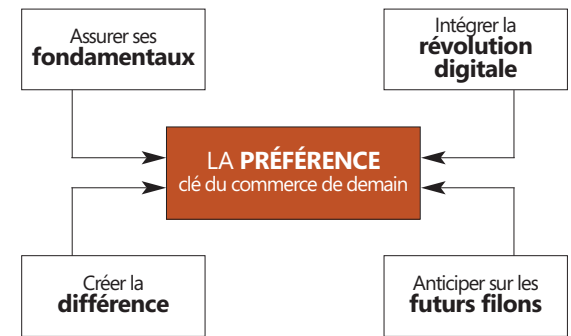 Assurer ses
fondamentaux
Intégrer la
révolution
digitale
LA PRÉFÉRENCE
clé du commerce de demain
Créer la
différence
Anticiper sur les
futurs filons